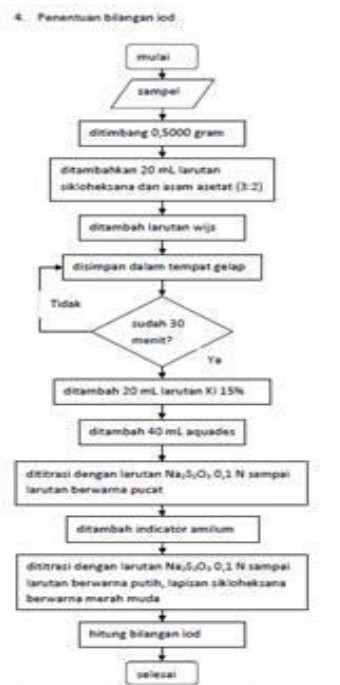 4. Penentuan bilangan iod
mulai
sampel
ditimbang 0,5000 gram
ditambahkan 20 mL larutan
sikloheksana dan asam asetat (3:2)
ditambah larutan wijs
disimpan dalam tempat gelap
Tidak
sudah 30
menit?
Ya
ditambah 20 mL larutan KI 15%
ditambah 40 mL aquades
dititrasi dengan larutan Na₂S₂O₃ 0,1 N sampai
larutan berwarna pucat
ditambah indicator amilum
dititrasi dengan larutan Na₂S₂O₃ 0,1 N sampai
larutan berwarna putih, lapisan sikloheksana
berwarna merah muda
hitung bilangan iod
selesai